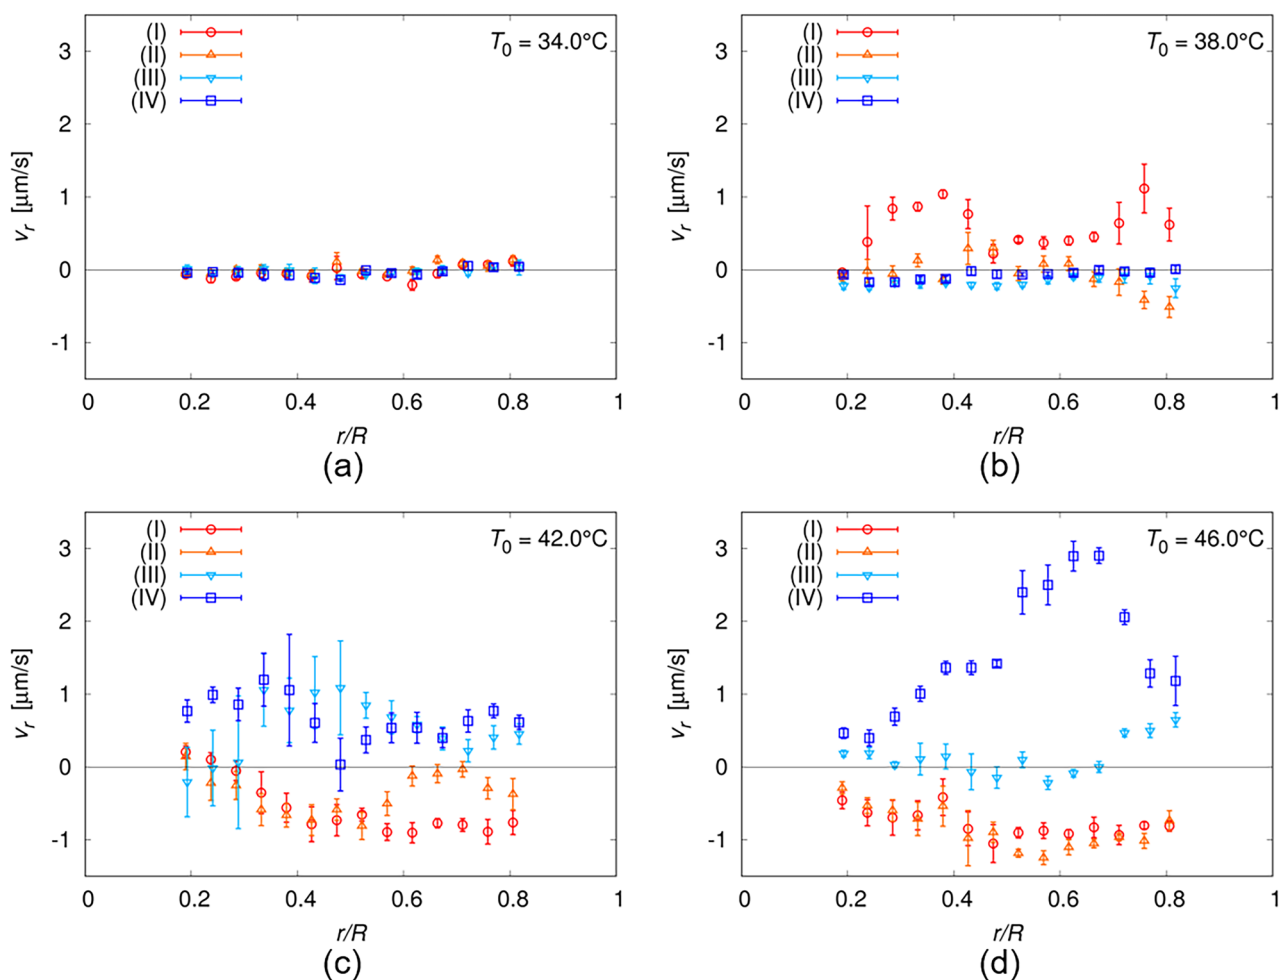 (I)
(II)
(III)
(IV)
T0 = 34.0°C
3
2
1
0
-1
vr [μm/s]
0 0.2 0.4 0.6 0.8 1
r/R
(a)
(I)
(II)
(III)
(IV)
T0 = 38.0°C
3
2
1
0
-1
vr [μm/s]
0 0.2 0.4 0.6 0.8 1
r/R
(b)
(I)
(II)
(III)
(IV)
T0 = 42.0°C
3
2
1
0
-1
vr [μm/s]
0 0.2 0.4 0.6 0.8 1
r/R
(c)
(I)
(II)
(III)
(IV)
T0 = 46.0°C
3
2
1
0
-1
vr [μm/s]
0 0.2 0.4 0.6 0.8 1
r/R
(d)